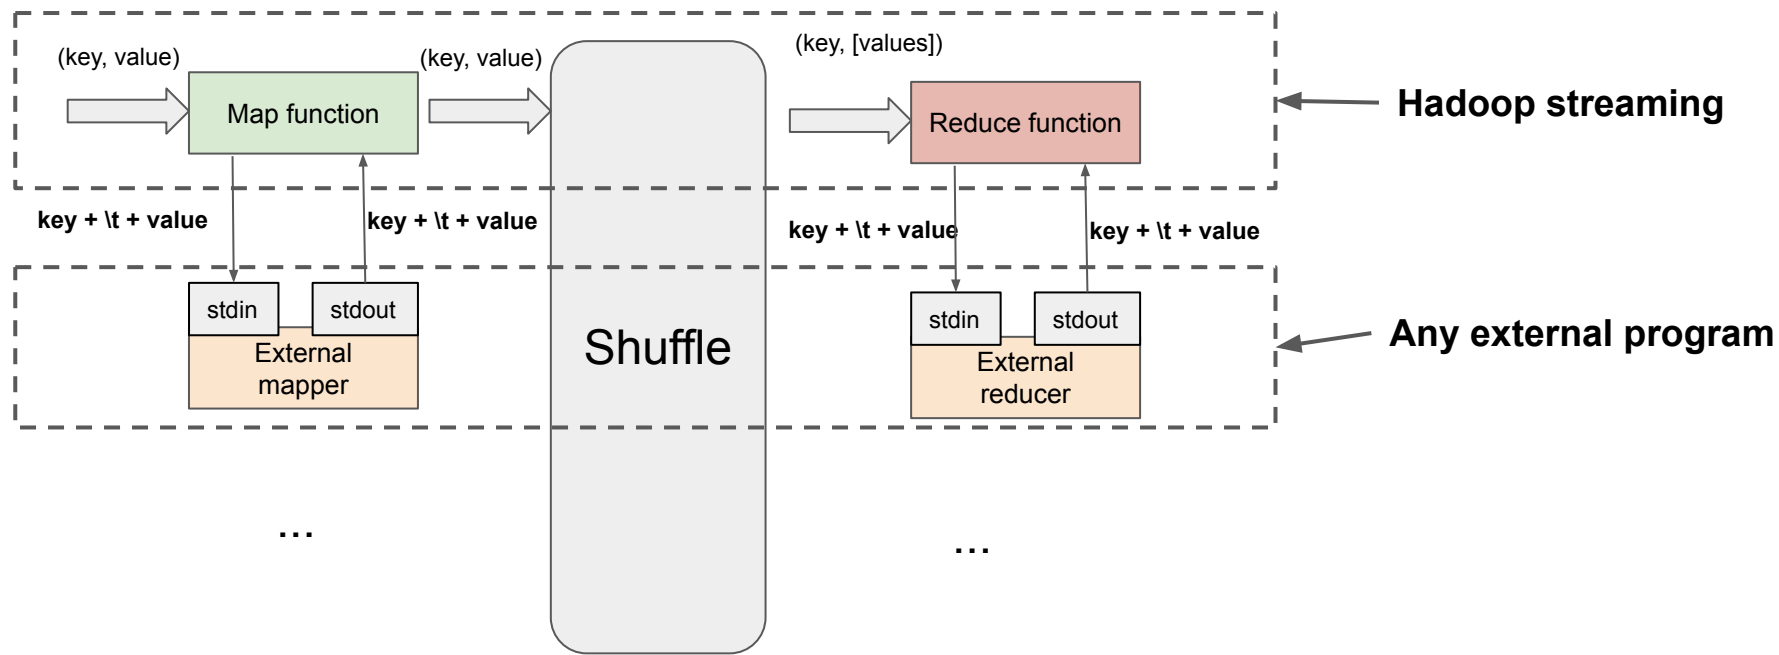 (key, value)
(key, value)
(key, [values])
Map function
Reduce function
Hadoop streaming
key + \t + value
key + \t + value
key + \t + value
key + \t + value
stdin
stdout
External
mapper
Shuffle
stdin
stdout
External
reducer
Any external program
...
...